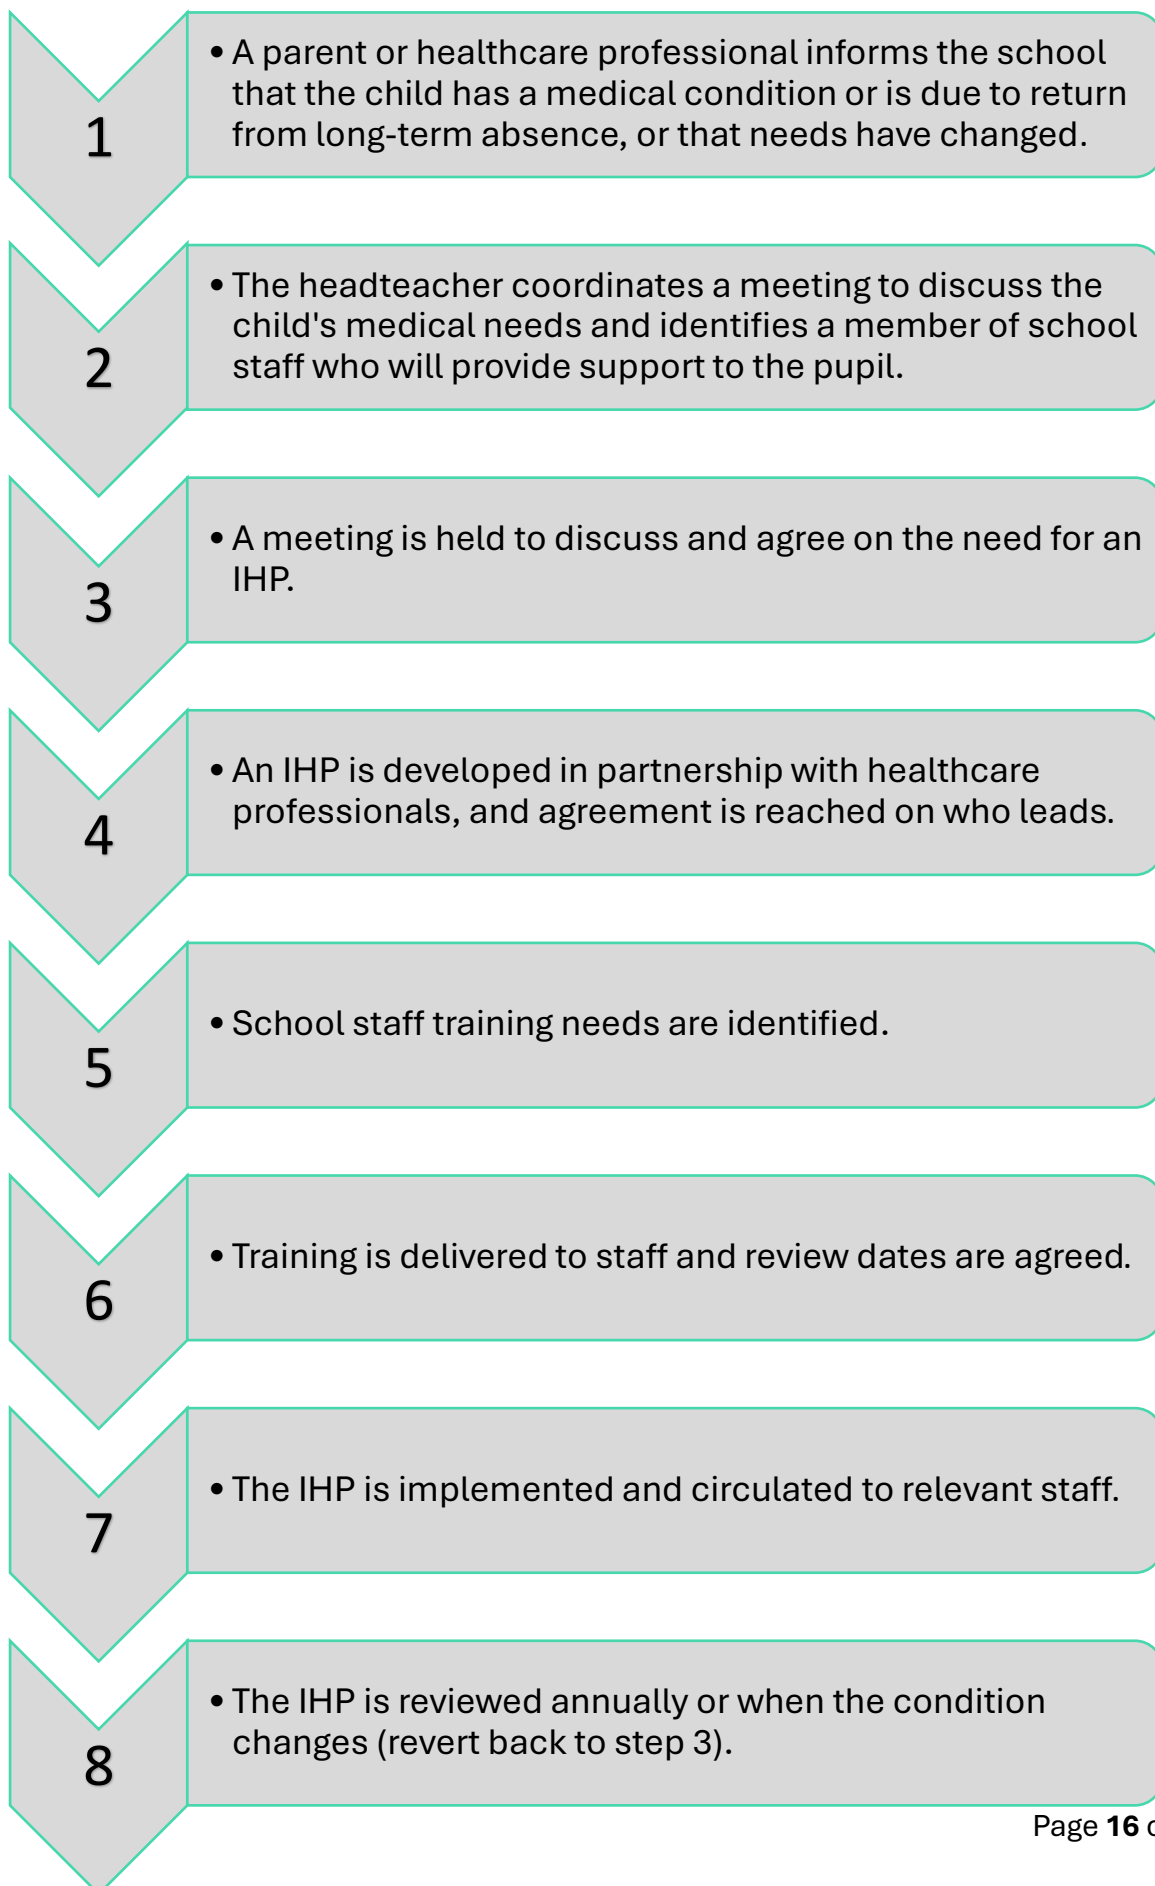 1
• A parent or healthcare professional informs the school
that the child has a medical condition or is due to return
from long-term absence, or that needs have changed.
2
• The headteacher coordinates a meeting to discuss the
child's medical needs and identifies a member of school
staff who will provide support to the pupil.
3
• A meeting is held to discuss and agree on the need for an
IHP.
4
• An IHP is developed in partnership with healthcare
professionals, and agreement is reached on who leads.
5
• School staff training needs are identified.
6
• Training is delivered to staff and review dates are agreed.
7
• The IHP is implemented and circulated to relevant staff.
8
• The IHP is reviewed annually or when the condition
changes (revert back to step 3).
Page 16